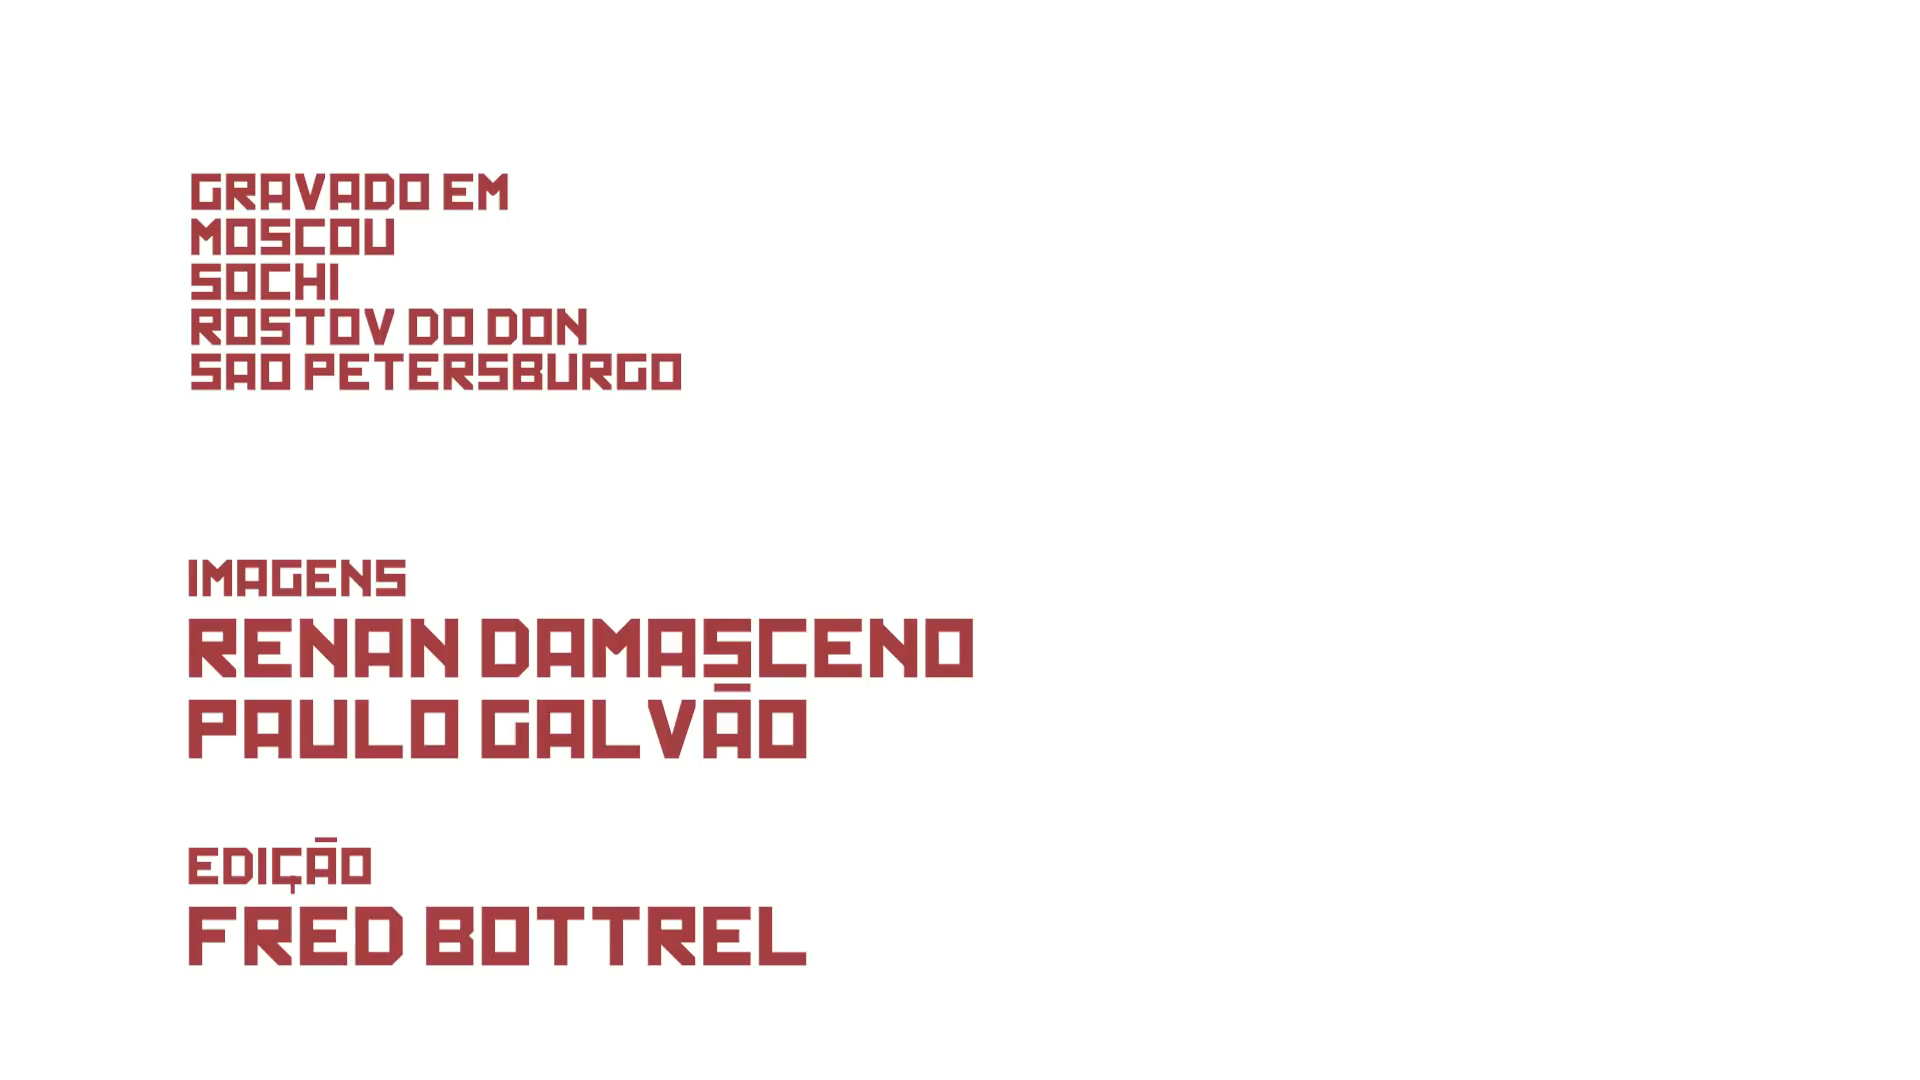 GRAVADO EM
MOSCOU
SOCHI
ROSTOV DO DON
SAO PETERSBURGO
IMAGENS
RENAN DAMASCENO
PAULO GALVÃO
EDIÇÃO
FRED BOTTREL